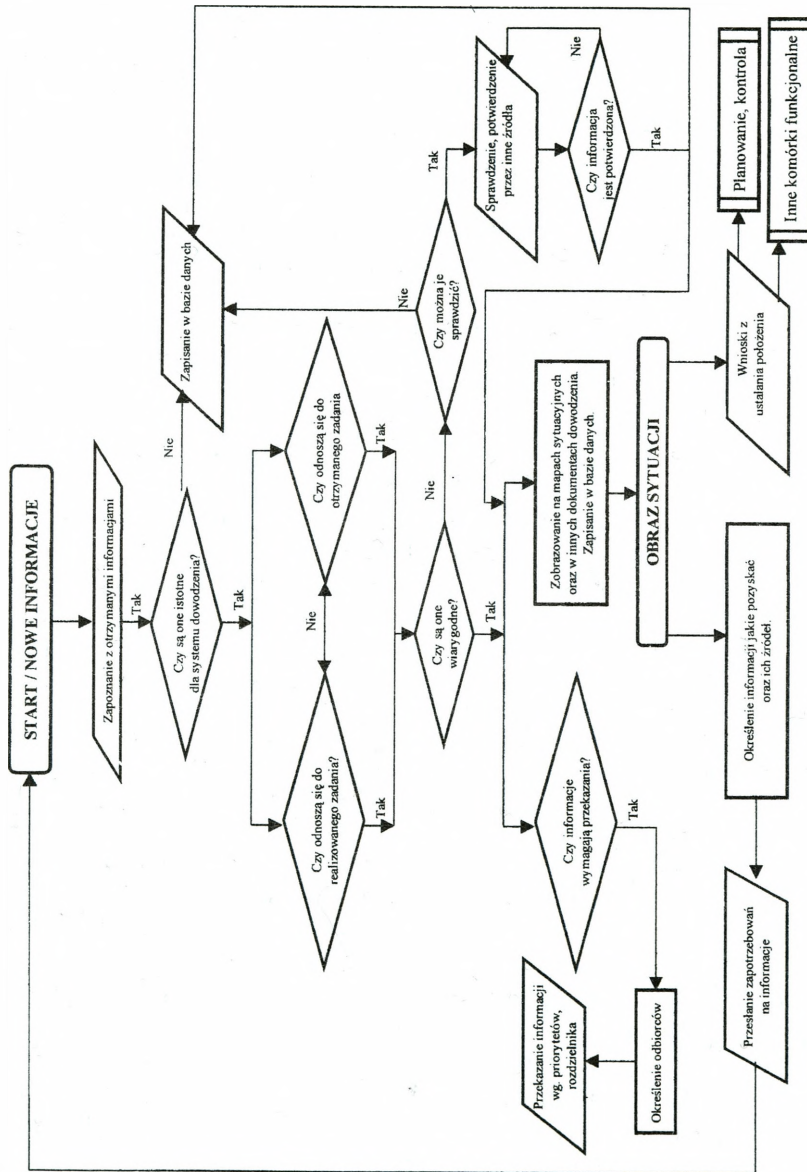 START / NOWE INFORMACJE
Zapoznanie z otrzymanymi informacjami
Tak
Czy są one istotne
dla systemu dowodzenia?
Nie
Zapisanie w bazie danych
Tak
Czy odnoszą się do
realizowanego zadania?
Nie
Czy odnoszą się do
otrzymanego zadania
Tak
Tak
Czy są one
wiarygodne?
Nie
Czy można je
sprawdzić?
Nie
Tak
Sprawdzenie, potwierdzenie
przez inne źródła
Nie
Czy informacja
jest potwierdzona?
Tak
Tak
Czy informacje
wymagają przekazania?
Tak
Określenie odbiorców
Przekazanie informacji
wg. priorytetów,
rozdzielnika
Zobrazowanie na mapach sytuacyjnych
oraz w innych dokumentach dowodzenia.
Zapisanie w bazie danych.
OBRAZ SYTUACJI
Określenie informacji jakie pozyskać
oraz ich źródeł.
Przesłanie zapotrzebowań
na informacje
Wnioski z
ustalania położenia
Planowanie, kontrola
Inne komórki funkcjonalne